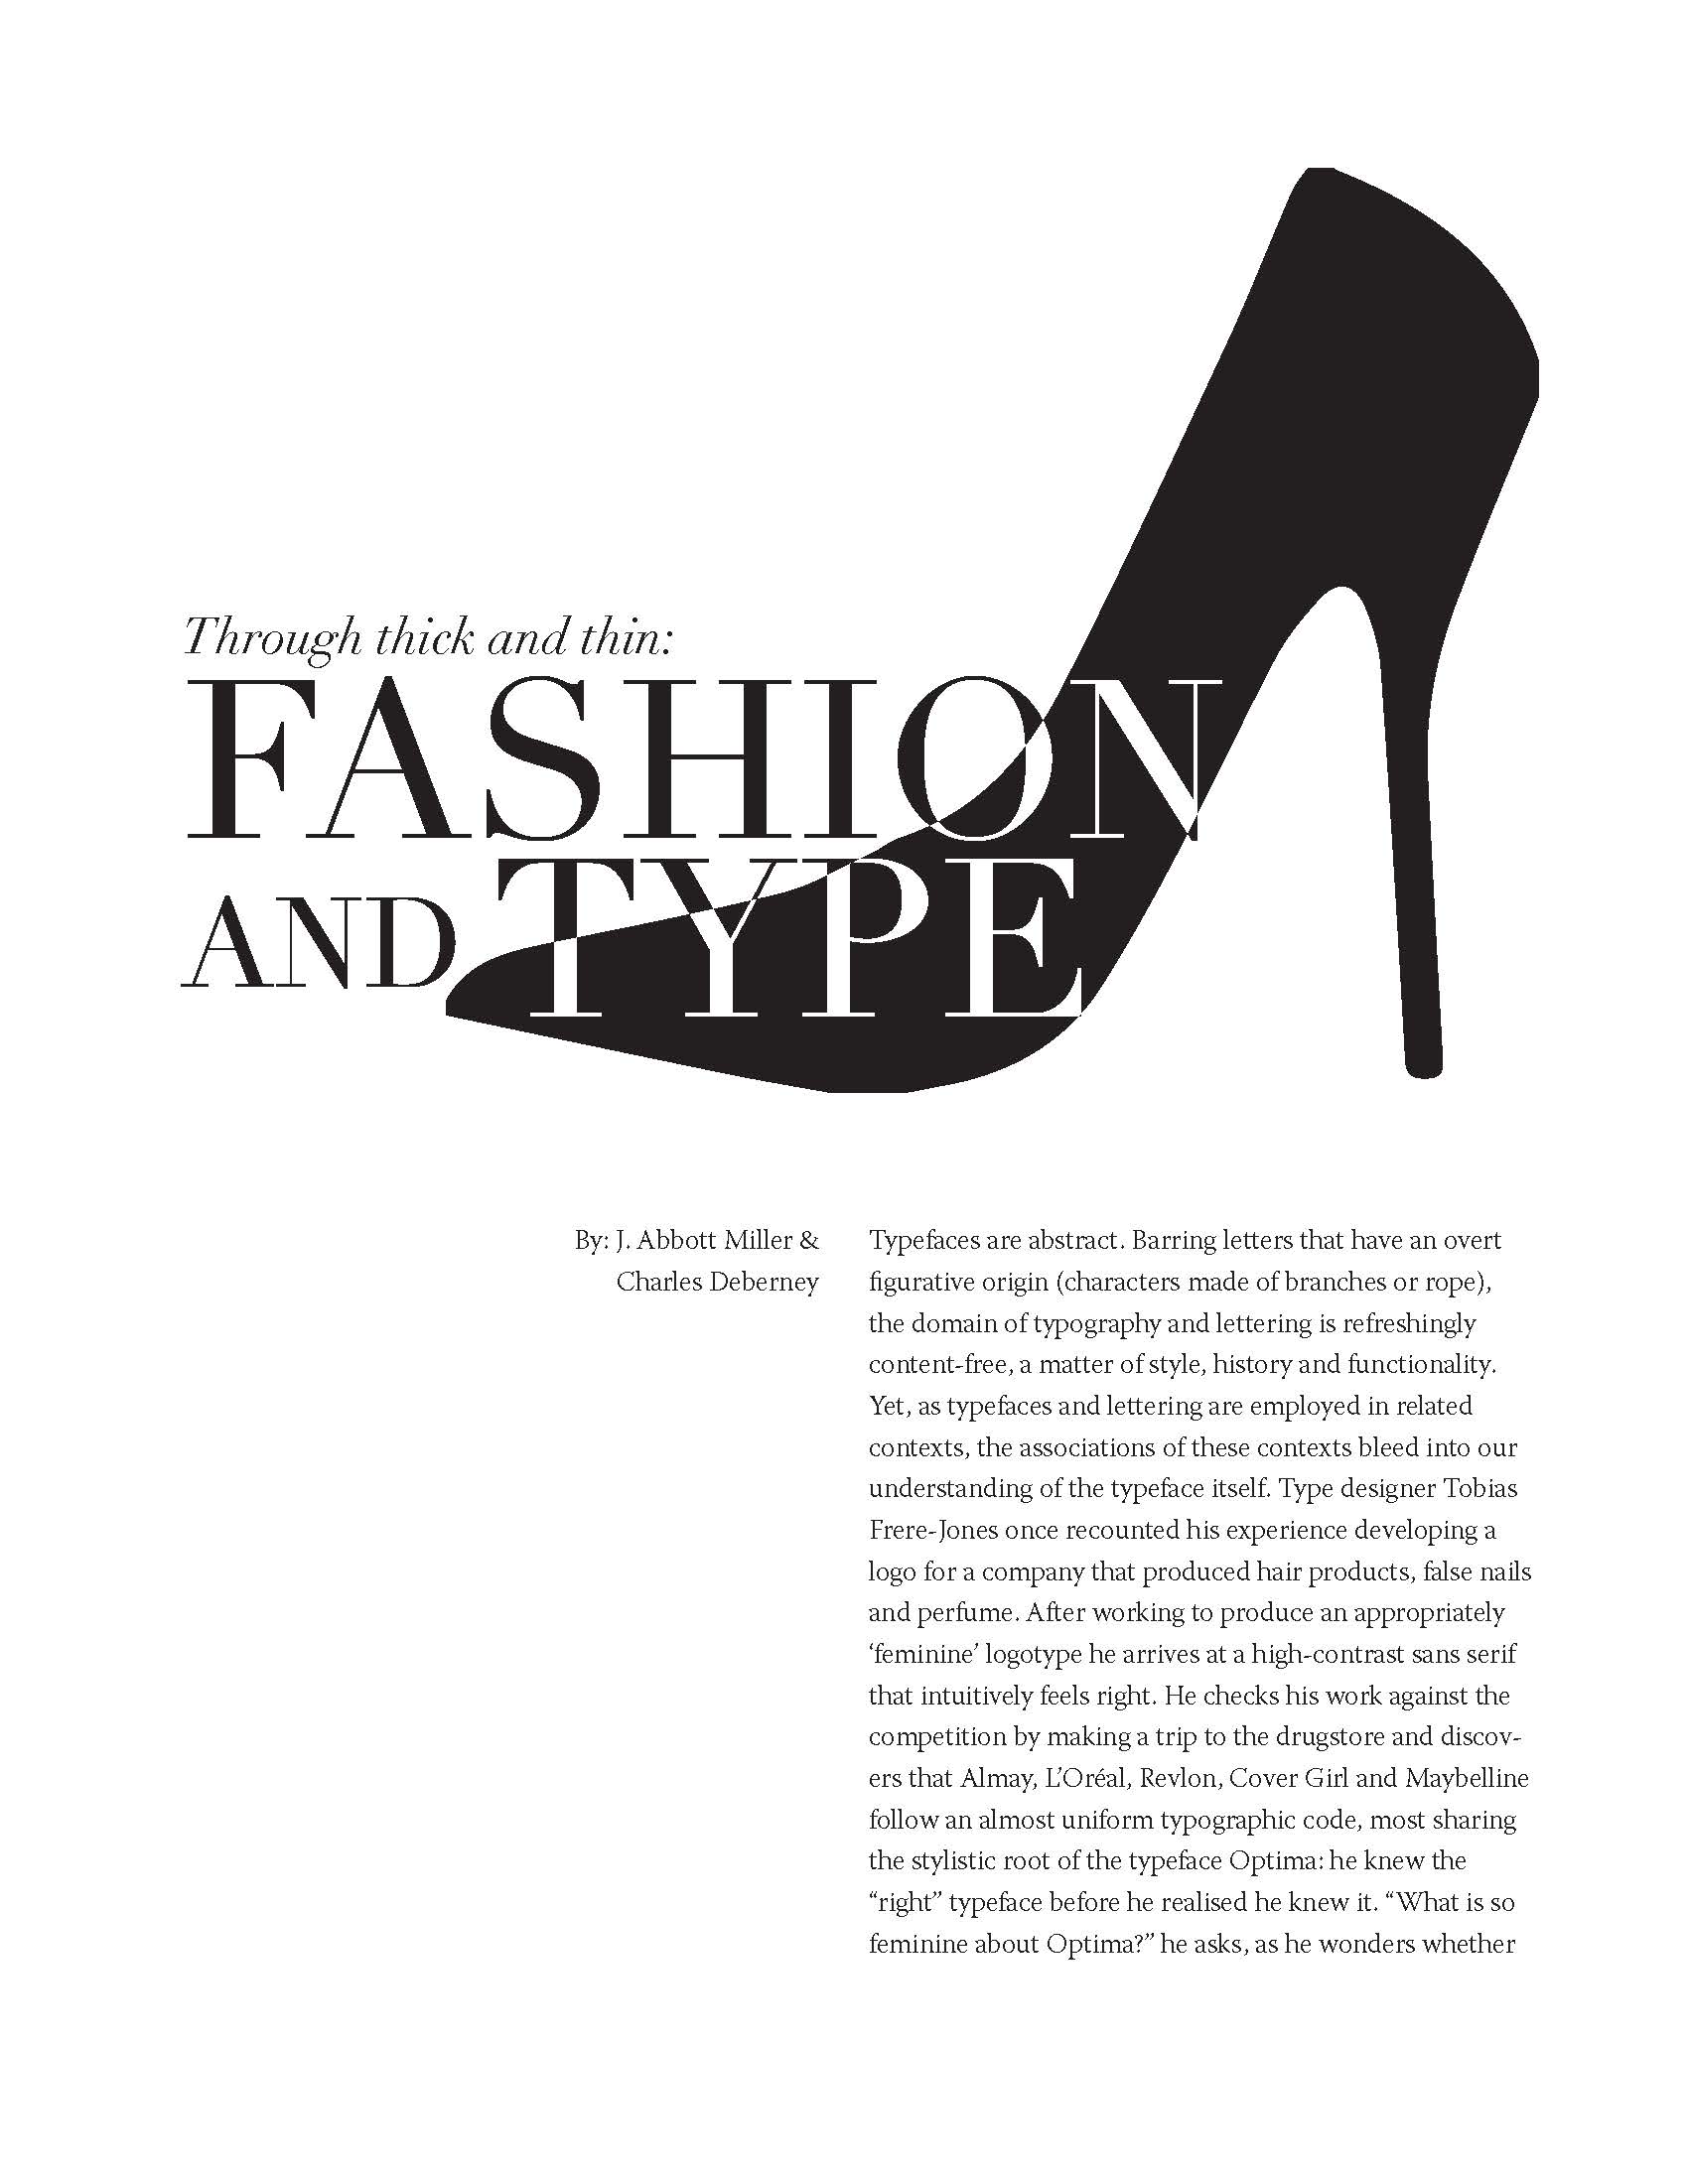 Through thick and thin:
FASHION
AND TYPE
By: J. Abbott Miller &
Charles Deberney
Typefaces are abstract. Barring letters that have an overt
figurative origin (characters made of branches or rope),
the domain of typography and lettering is refreshingly
content-free, a matter of style, history and functionality.
Yet, as typefaces and lettering are employed in related
contexts, the associations of these contexts bleed into our
understanding of the typeface itself. Type designer Tobias
Frere-Jones once recounted his experience developing a
logo for a company that produced hair products, false nails
and perfume. After working to produce an appropriately
‘feminine’ logotype he arrives at a high-contrast sans serif
that intuitively feels right. He checks his work against the
competition by making a trip to the drugstore and discov-
ers that Almay, L’Oréal, Revlon, Cover Girl and Maybelline
follow an almost uniform typographic code, most sharing
the stylistic root of the typeface Optima: he knew the
“right” typeface before he realised he knew it. “What is so
feminine about Optima?” he asks, as he wonders whether